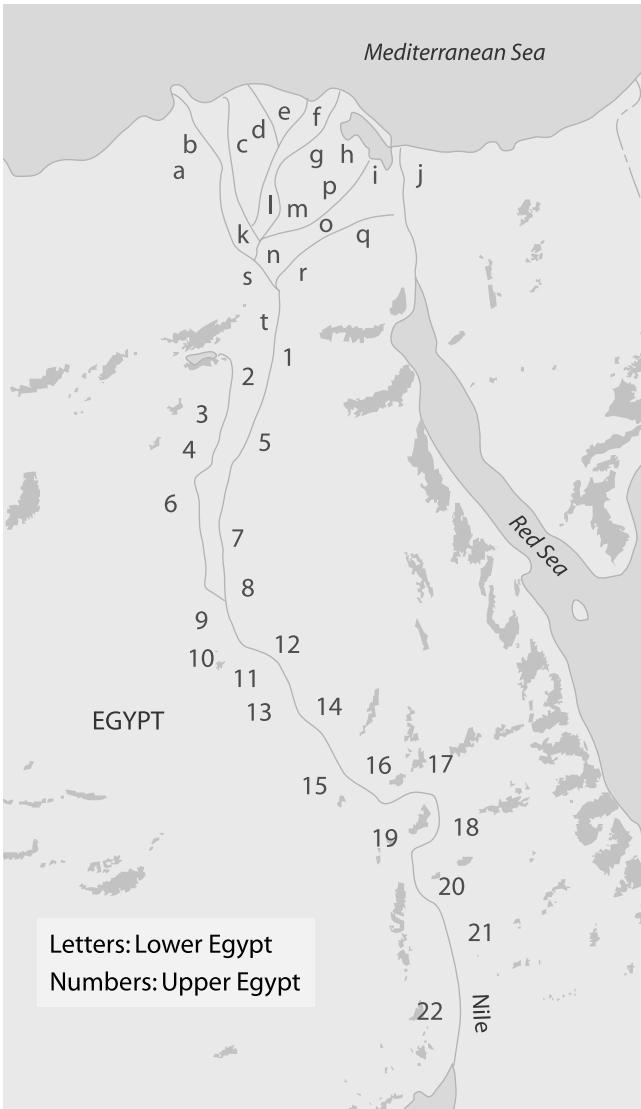 Mediterranean Sea
e
f
d
b
c
g
h
a
i
j
p
l
m
o
k
q
n
r
s
t
1
2
3
5
4
6
Red Sea
7
8
9
12
10
11
14
13
EGYPT
16
17
15
18
19
20
21
Letters: Lower Egypt
Numbers: Upper Egypt
22
Nile